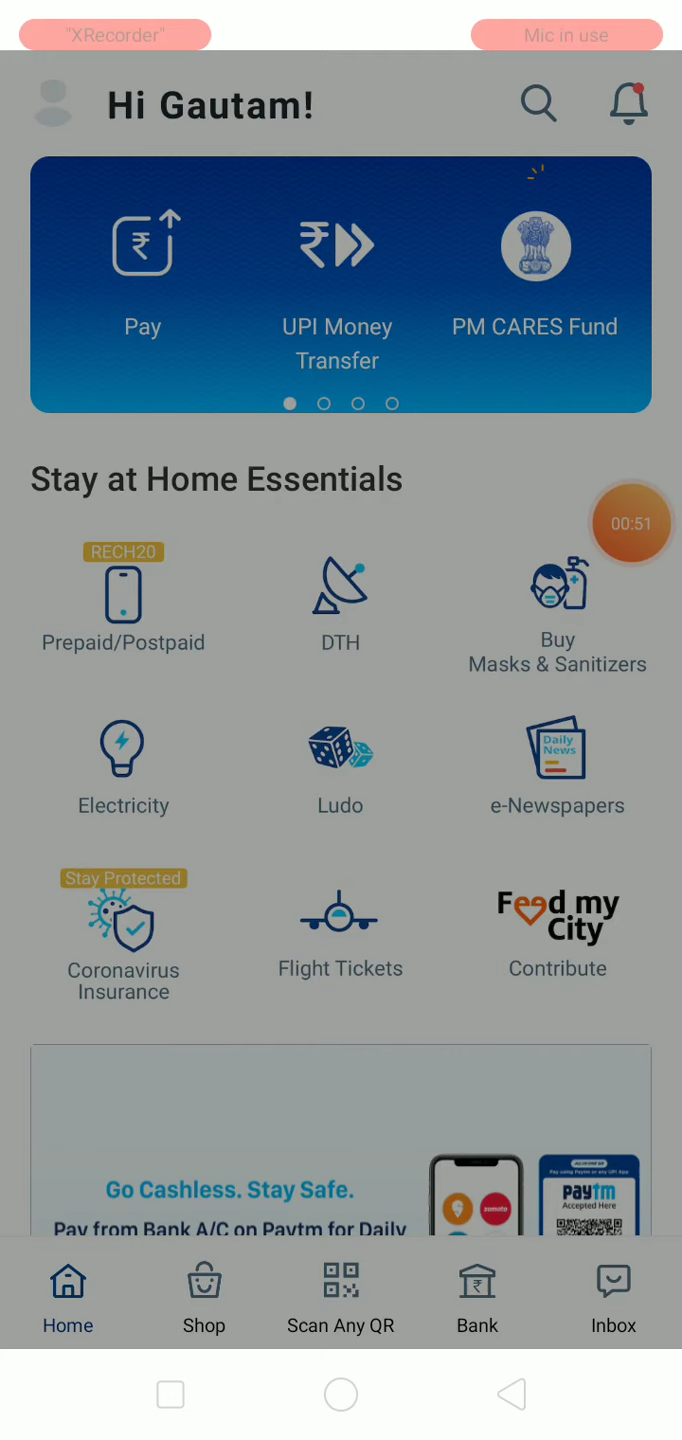 "XRecorder"
Mic in use
Hi Gautam!
Pay
UPI Money
Transfer
PM CARES Fund
Stay at Home Essentials
00:51
RECH20
Prepaid/Postpaid
DTH
Buy
Masks & Sanitizers
Daily
News
Electricity
Ludo
e-Newspapers
Stay Protected
Coronavirus
Insurance
Flight Tickets
Feed my
City
Contribute
Go Cashless. Stay Safe.
Pay from Bank A/C on Paytm for Daily
zomato
paytm
Accepted Here
Home
Shop
Scan Any QR
Bank
Inbox